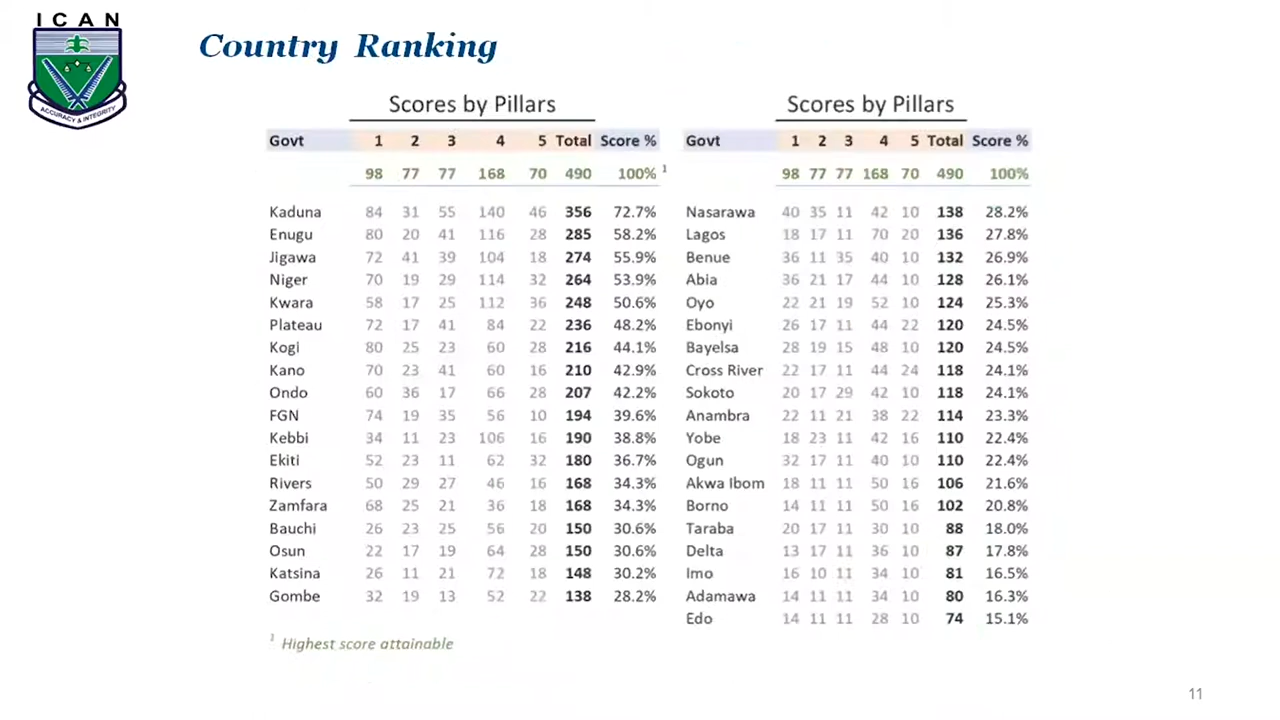 ICAN
ACCURACY & INTEGRITY
Country Ranking
Scores by Pillars
Govt 1 2 3 4 5 Total Score %
98 77 77 168 70 490 100% 1
Kaduna 84 31 55 140 46 356 72.7%
Enugu 80 20 41 116 28 285 58.2%
Jigawa 72 41 39 104 18 274 55.9%
Niger 70 19 29 114 32 264 53.9%
Kwara 58 17 25 112 36 248 50.6%
Plateau 72 17 41 84 22 236 48.2%
Kogi 80 25 23 60 28 216 44.1%
Kano 70 23 41 60 16 210 42.9%
Ondo 60 36 17 66 28 207 42.2%
FGN 74 19 35 56 10 194 39.6%
Kebbi 34 11 23 106 16 190 38.8%
Ekiti 52 23 11 62 32 180 36.7%
Rivers 50 29 27 46 16 168 34.3%
Zamfara 68 25 21 36 18 168 34.3%
Bauchi 26 23 25 56 20 150 30.6%
Osun 22 17 19 64 28 150 30.6%
Katsina 26 11 21 72 18 148 30.2%
Gombe 32 19 13 52 22 138 28.2%
1 Highest score attainable
Scores by Pillars
Govt 1 2 3 4 5 Total Score %
98 77 77 168 70 490 100%
Nasarawa 40 35 11 42 10 138 28.2%
Lagos 18 17 11 70 20 136 27.8%
Benue 36 11 35 40 10 132 26.9%
Abia 36 21 17 44 10 128 26.1%
Oyo 22 21 19 52 10 124 25.3%
Ebonyi 26 17 11 44 22 120 24.5%
Bayelsa 28 19 15 48 10 120 24.5%
Cross River 22 17 11 44 24 118 24.1%
Sokoto 20 17 29 42 10 118 24.1%
Anambra 22 11 21 38 22 114 23.3%
Yobe 18 23 11 42 16 110 22.4%
Ogun 32 17 11 40 10 110 22.4%
Akwa Ibom 18 11 11 50 16 106 21.6%
Borno 14 11 11 50 16 102 20.8%
Taraba 20 17 11 30 10 88 18.0%
Delta 13 17 11 36 10 87 17.8%
Imo 16 10 11 34 10 81 16.5%
Adamawa 14 11 11 34 10 80 16.3%
Edo 14 11 11 28 10 74 15.1%
11